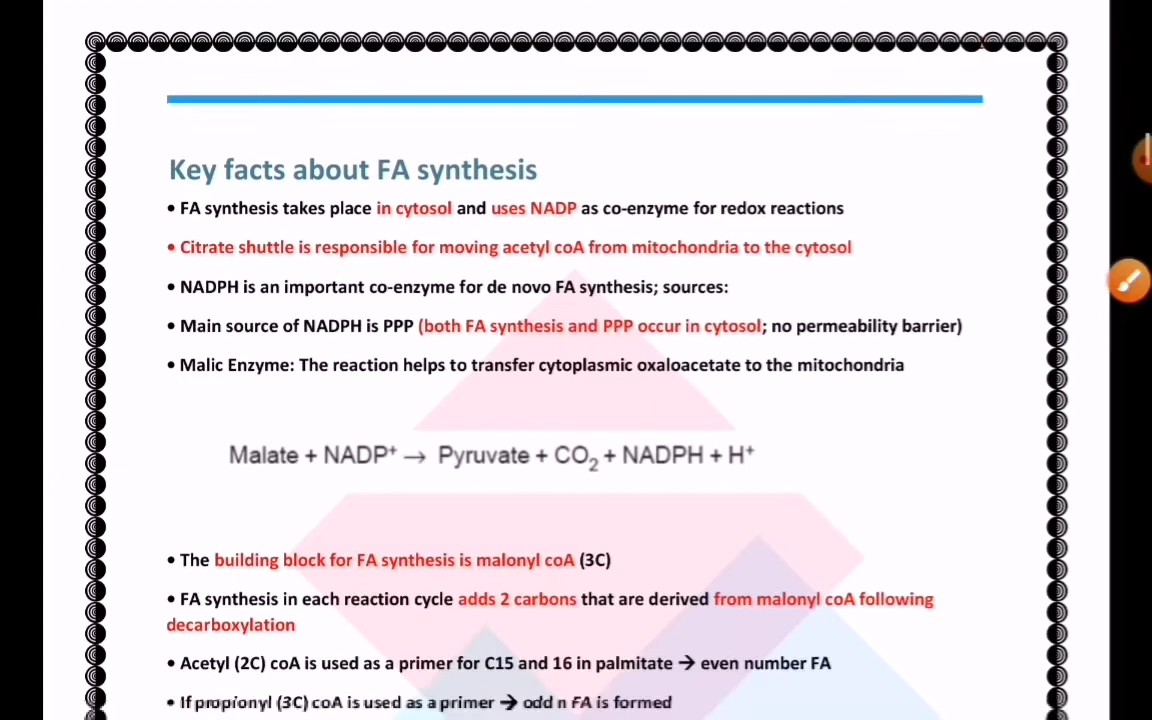 Key facts about FA synthesis
• FA synthesis takes place in cytosol and uses NADP as co-enzyme for redox reactions
• Citrate shuttle is responsible for moving acetyl coA from mitochondria to the cytosol
• NADPH is an important co-enzyme for de novo FA synthesis; sources:
• Main source of NADPH is PPP (both FA synthesis and PPP occur in cytosol; no permeability barrier)
• Malic Enzyme: The reaction helps to transfer cytoplasmic oxaloacetate to the mitochondria
Malate + NADP⁺ → Pyruvate + CO₂ + NADPH + H⁺
• The building block for FA synthesis is malonyl coA (3C)
• FA synthesis in each reaction cycle adds 2 carbons that are derived from malonyl coA following
decarboxylation
• Acetyl (2C) coA is used as a primer for C15 and 16 in palmitate → even number FA
• If propionyl (3C) coA is used as a primer → odd n FA is formed